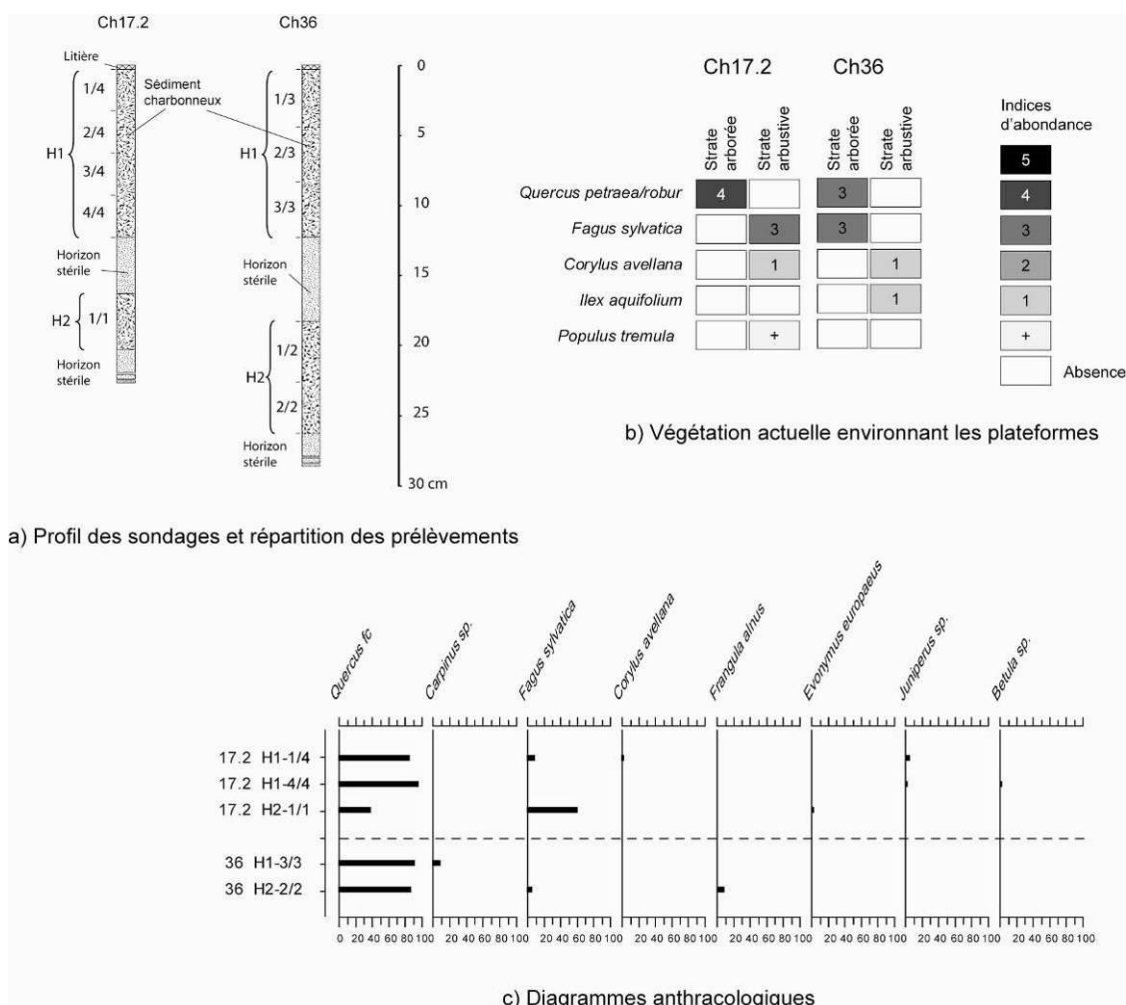 Ch17.2
Ch36
Litière
1/4
2/4
3/4
4/4
H1
Sédiment
charbonneux
Horizon
stérile
H2
1/1
Horizon
stérile
1/3
2/3
3/3
H1
Horizon
stérile
1/2
2/2
H2
Horizon
stérile
0
5
10
15
20
25
30 cm
a) Profil des sondages et répartition des prélèvements
Ch17.2 Ch36
Strate
arborée
Strate
arbustive
Strate
arborée
Strate
arbustive
Quercus petraea/robur 4 3
Fagus sylvatica 3 3
Corylus avellana 1 1
Ilex aquifolium 1
Populus tremula +
Indices
d'abondance
5
4
3
2
1
+
Absence
b) Végétation actuelle environnant les plateformes
Quercus fc
Carpinus sp.
Fagus sylvatica
Corylus avellana
Frangula alnus
Evonymus europaeus
Juniperus sp.
Betula sp.
17.2 H1-1/4
17.2 H1-4/4
17.2 H2-1/1
36 H1-3/3
36 H2-2/2
0 20 40 60 80 100 20 40 60 80 100 20 40 60 80 100 20 40 60 80 100 20 40 60 80 100 20 40 60 80 100 20 40 60 80 100 20 40 60 80 100
c) Diagrammes anthracologiques